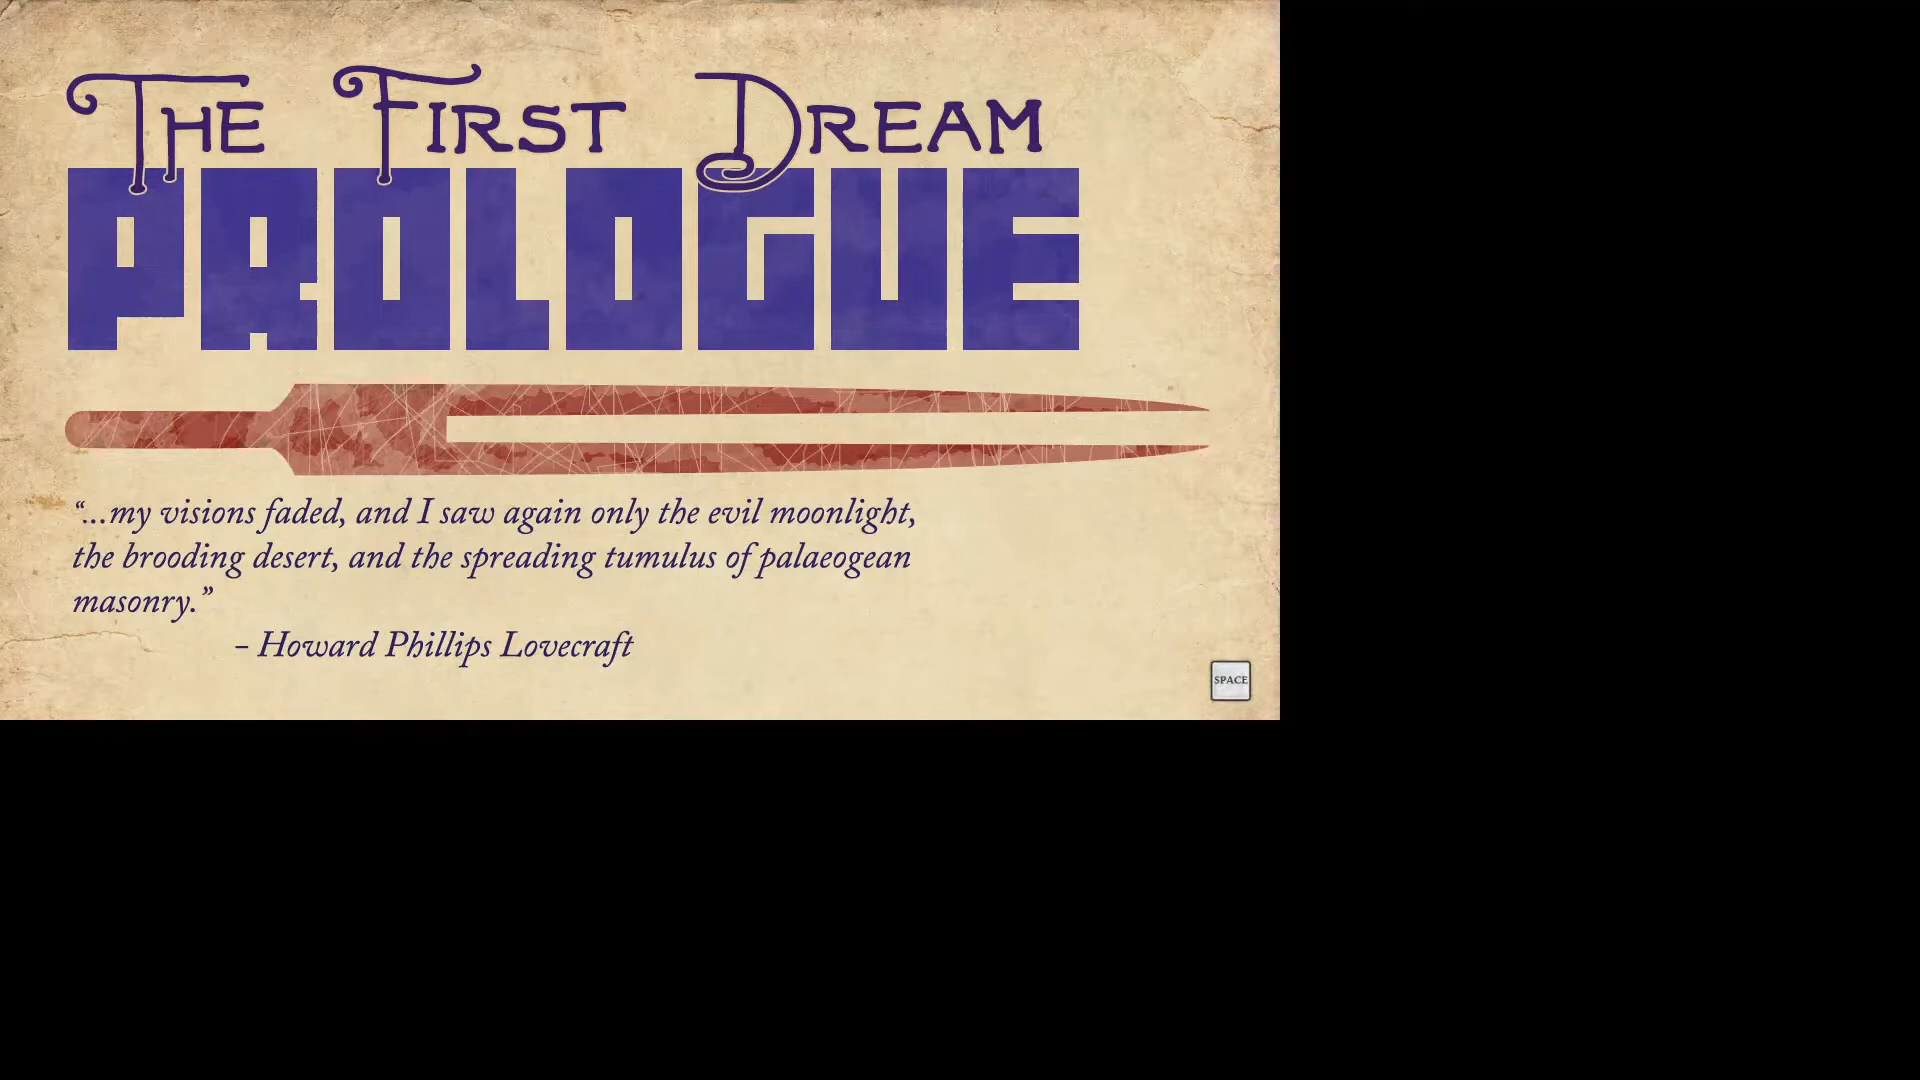 The First Dream
PROLOGUE
“...my visions faded, and I saw again only the evil moonlight,
the brooding desert, and the spreading tumulus of palaeogean
masonry.”
– Howard Phillips Lovecraft
SPACE